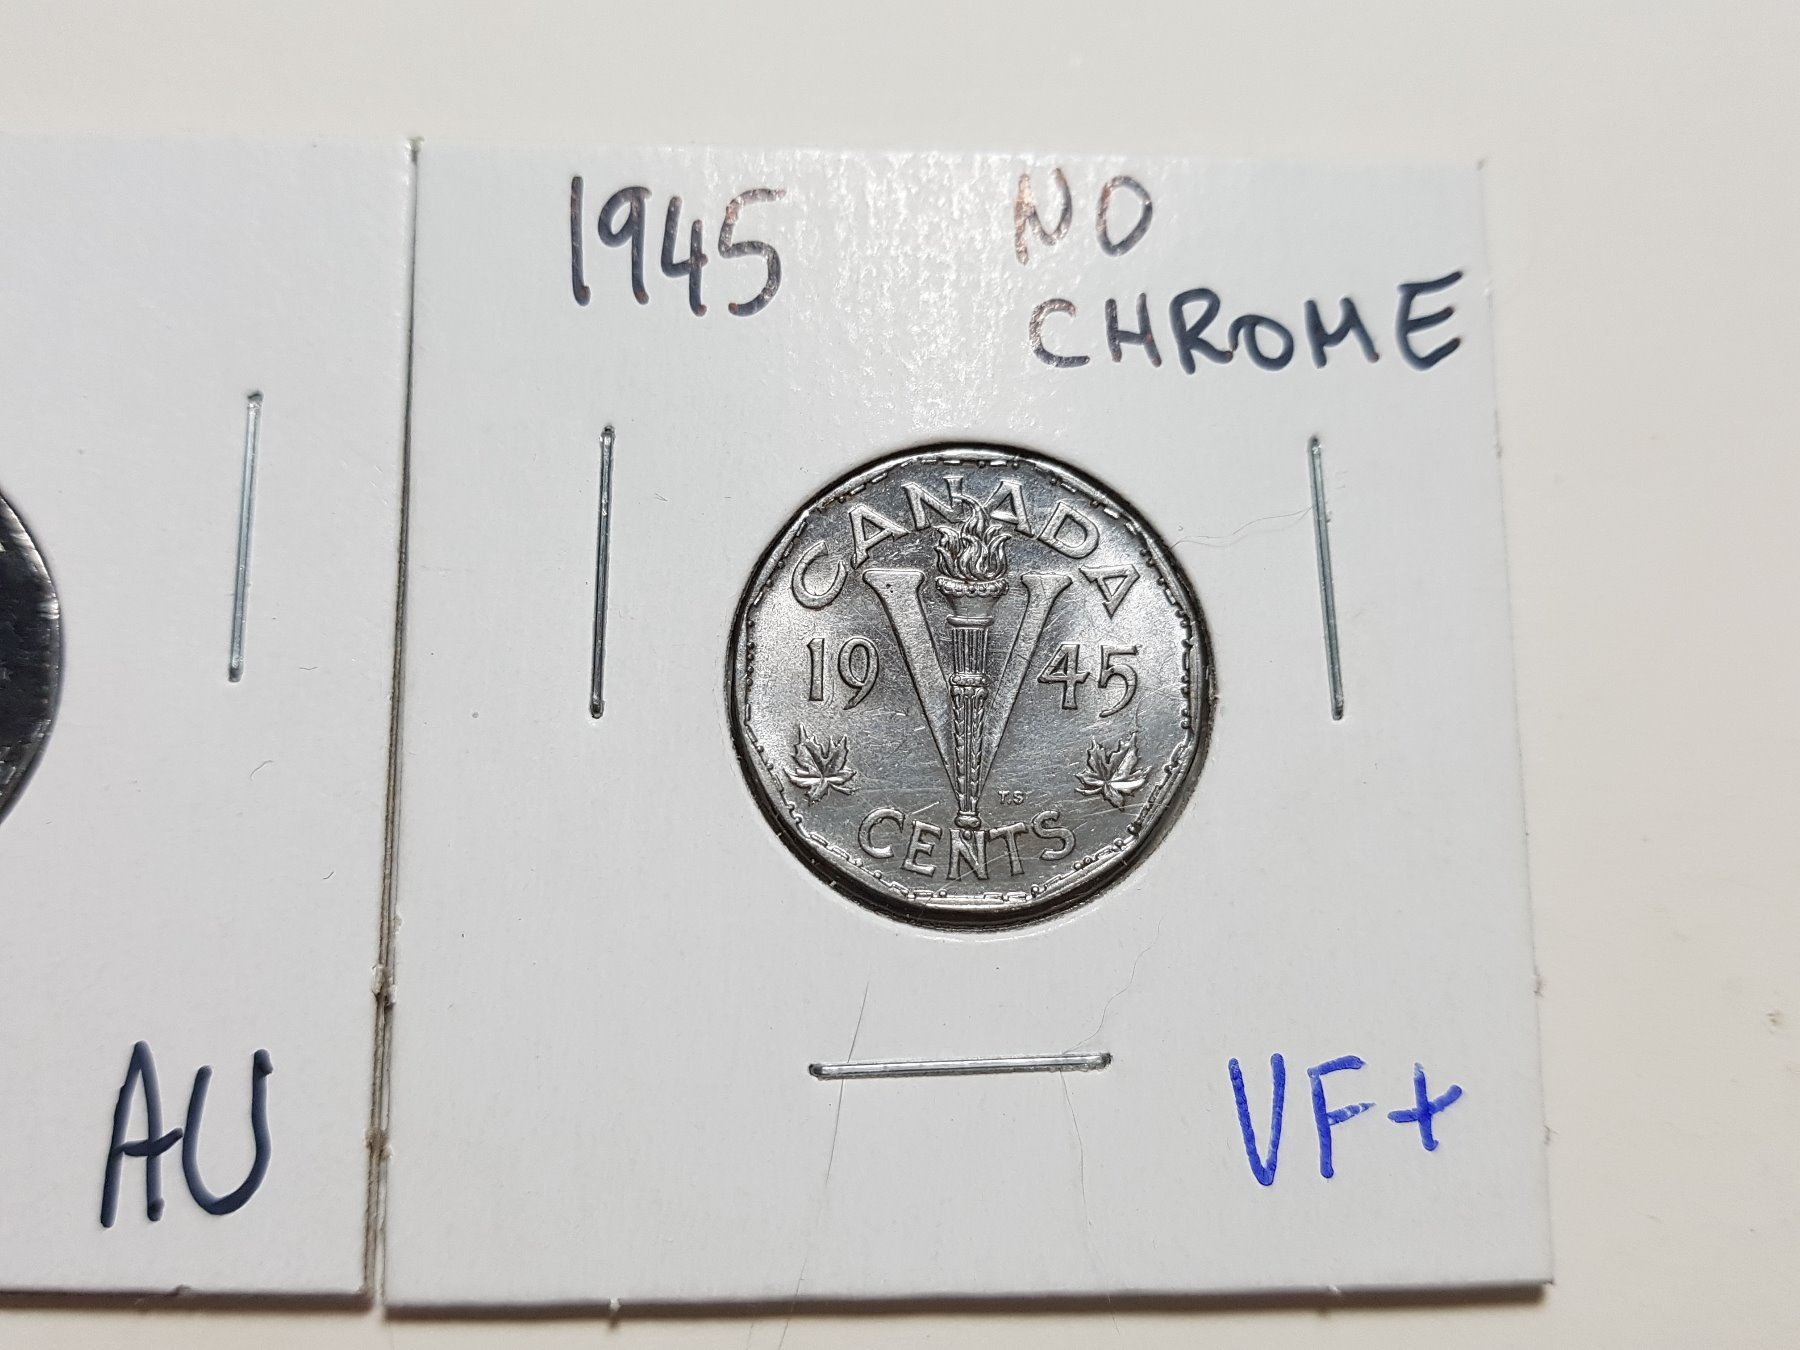 1945
NO
CHROME
CANADA
19 45
T.S
CENTS
AU
VF+